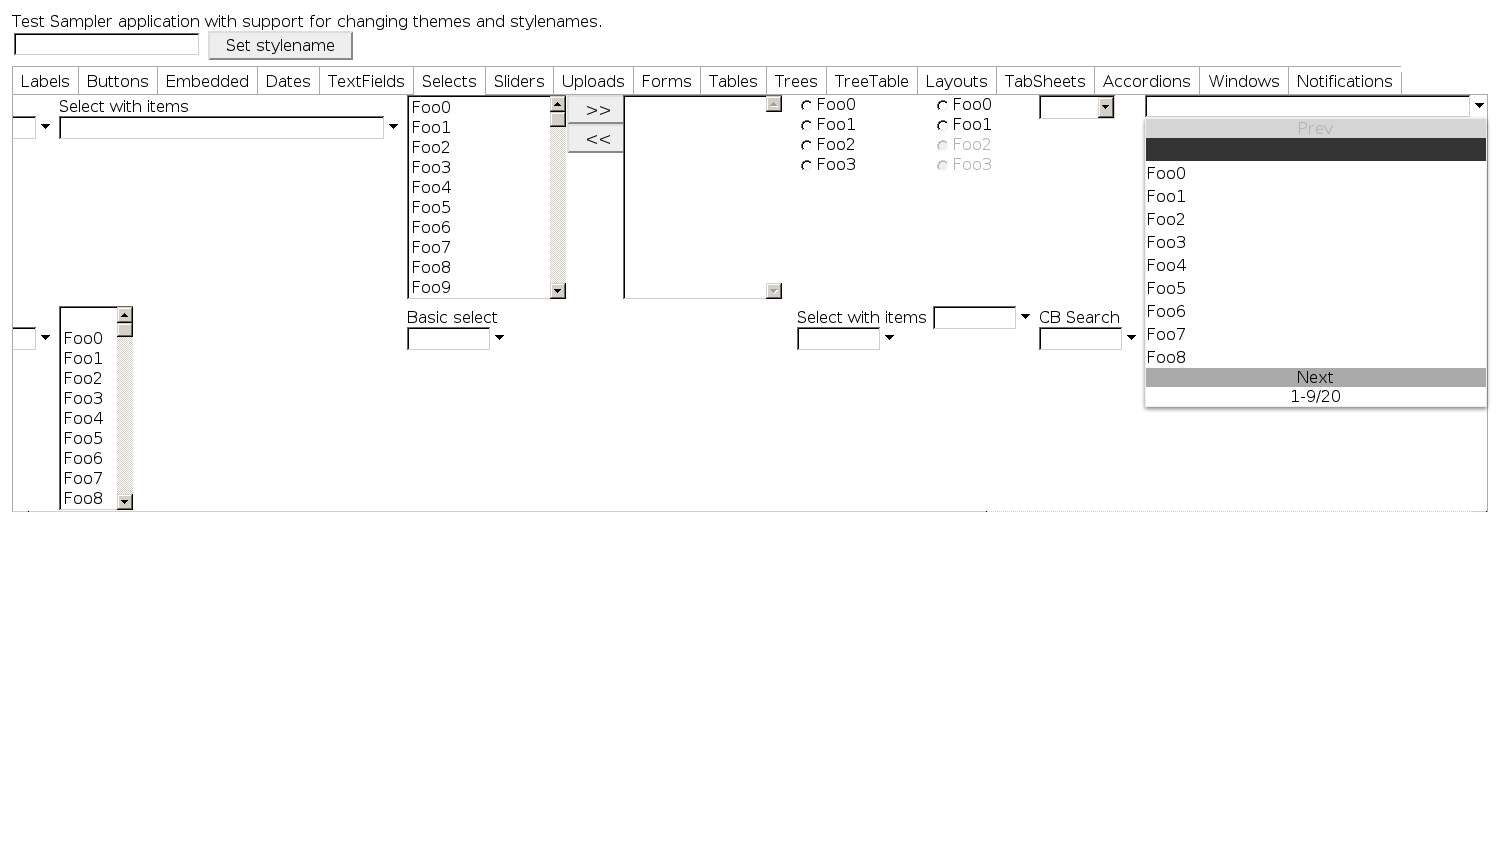 Test Sampler application with support for changing themes and stylenames.
Set stylename
Labels Buttons Embedded Dates TextFields Selects Sliders Uploads Forms Tables Trees TreeTable Layouts TabSheets Accordions Windows Notifications
Select with items
Foo0
Foo1
Foo2
Foo3
Foo4
Foo5
Foo6
Foo7
Foo8
Foo9
>>
<<
Foo0
Foo1
Foo2
Foo3
Foo0
Foo1
Foo2
Foo3
Prev
Foo0
Foo1
Foo2
Foo3
Foo4
Foo5
Foo6
Foo7
Foo8
Next
1-9/20
Foo0
Foo1
Foo2
Foo3
Foo4
Foo5
Foo6
Foo7
Foo8
Basic select
Select with items
CB Search